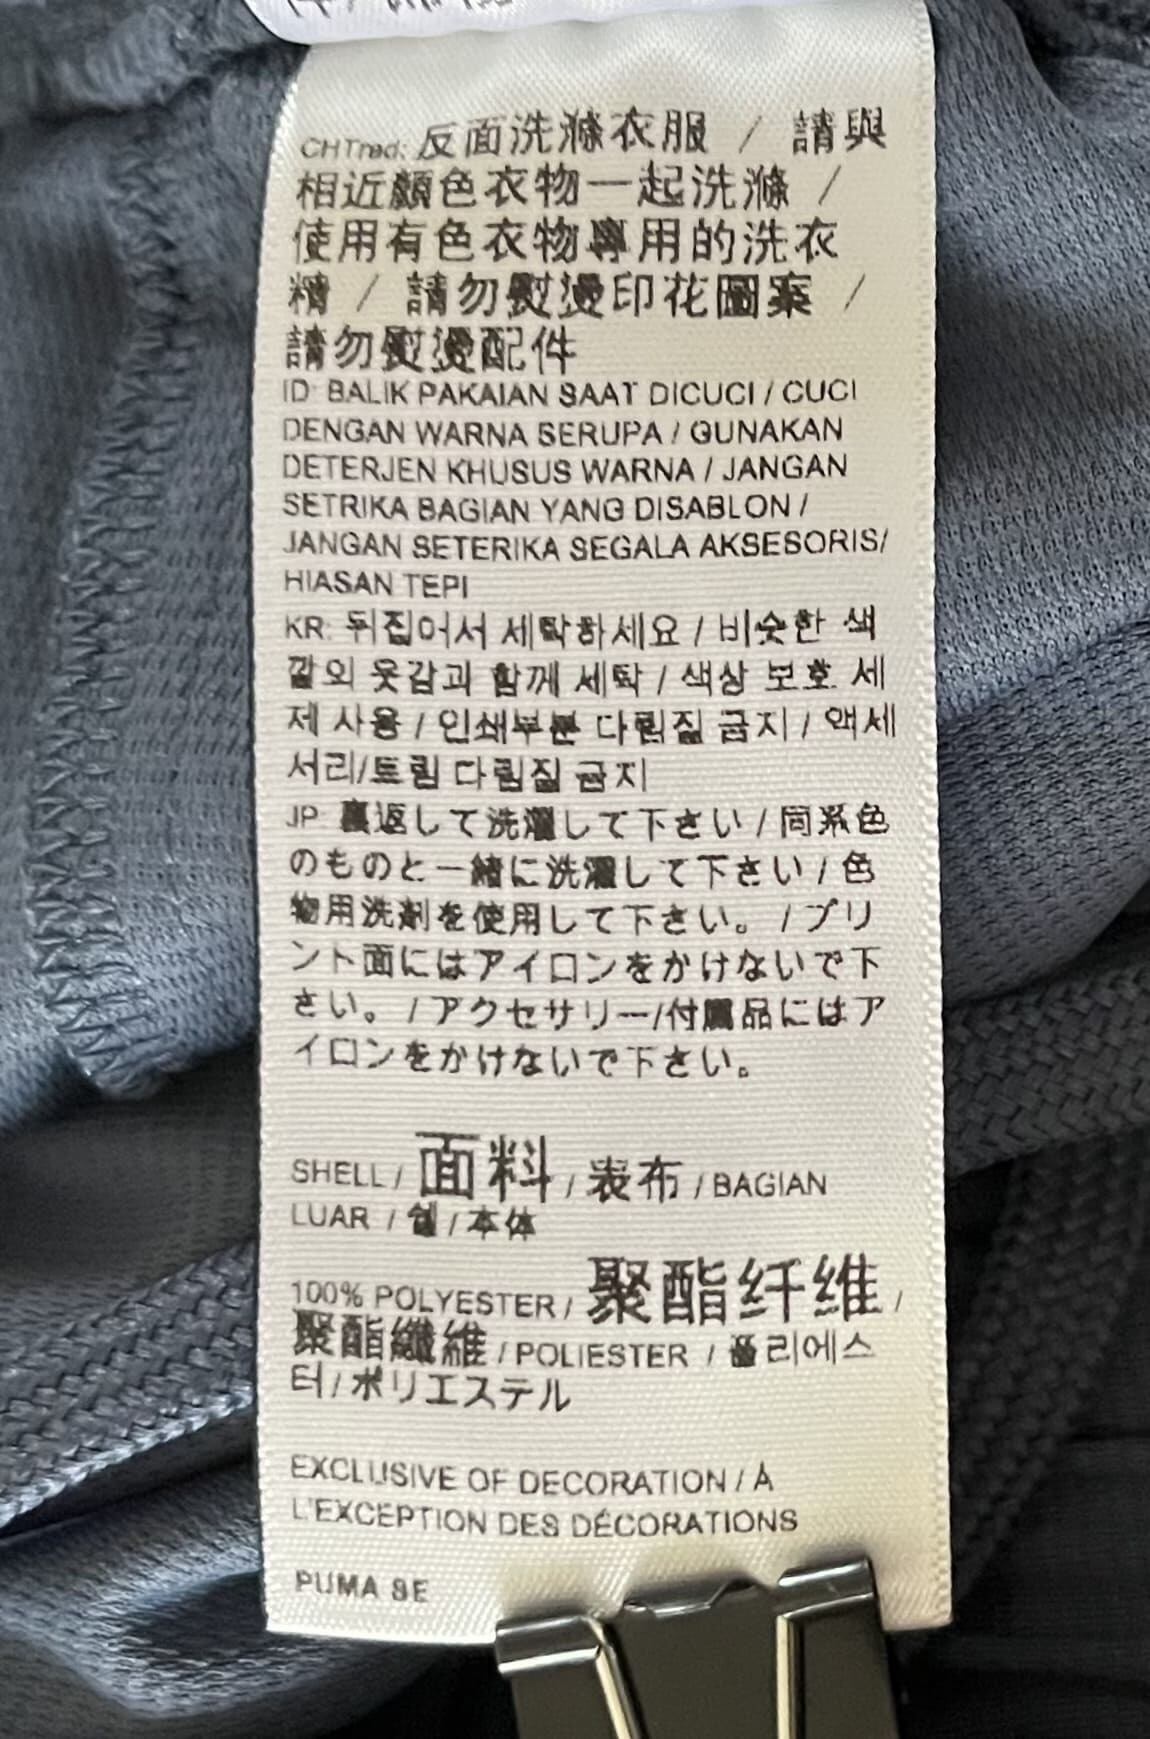 CHTrad: 反面洗滌衣服 / 請與
相近顏色衣物一起洗滌 /
使用有色衣物專用的洗衣
精 / 請勿熨燙印花圖案 /
請勿熨燙配件
ID: BALIK PAKAIAN SAAT DICUCI / CUCI
DENGAN WARNA SERUPA / GUNAKAN
DETERJEN KHUSUS WARNA / JANGAN
SETRIKA BAGIAN YANG DISABLON /
JANGAN SETERIKA SEGALA AKSESORIS/
HIASAN TEPI
KR: 뒤집어서 세탁하세요 / 비슷한 색
깔의 옷감과 함께 세탁 / 색상 보호 세
제 사용 / 인쇄부분 다림질 금지 / 액세
서리/트림 다림질 금지
JP: 裏返して洗濯して下さい / 同系色
のものと一緒に洗濯して下さい / 色
物用洗剤を使用して下さい。 / プリ
ント面にはアイロンをかけないで下
さい。 / アクセサリー/付属品にはア
イロンをかけないで下さい。
SHELL / 面料 / 表布 / BAGIAN
LUAR / 쉘 / 本体
100% POLYESTER / 聚酯纤维 /
聚酯纖維 / POLIESTER / 폴리에스
터 / ポリエステル
EXCLUSIVE OF DECORATION / À
L'EXCEPTION DES DÉCORATIONS
PUMA SE